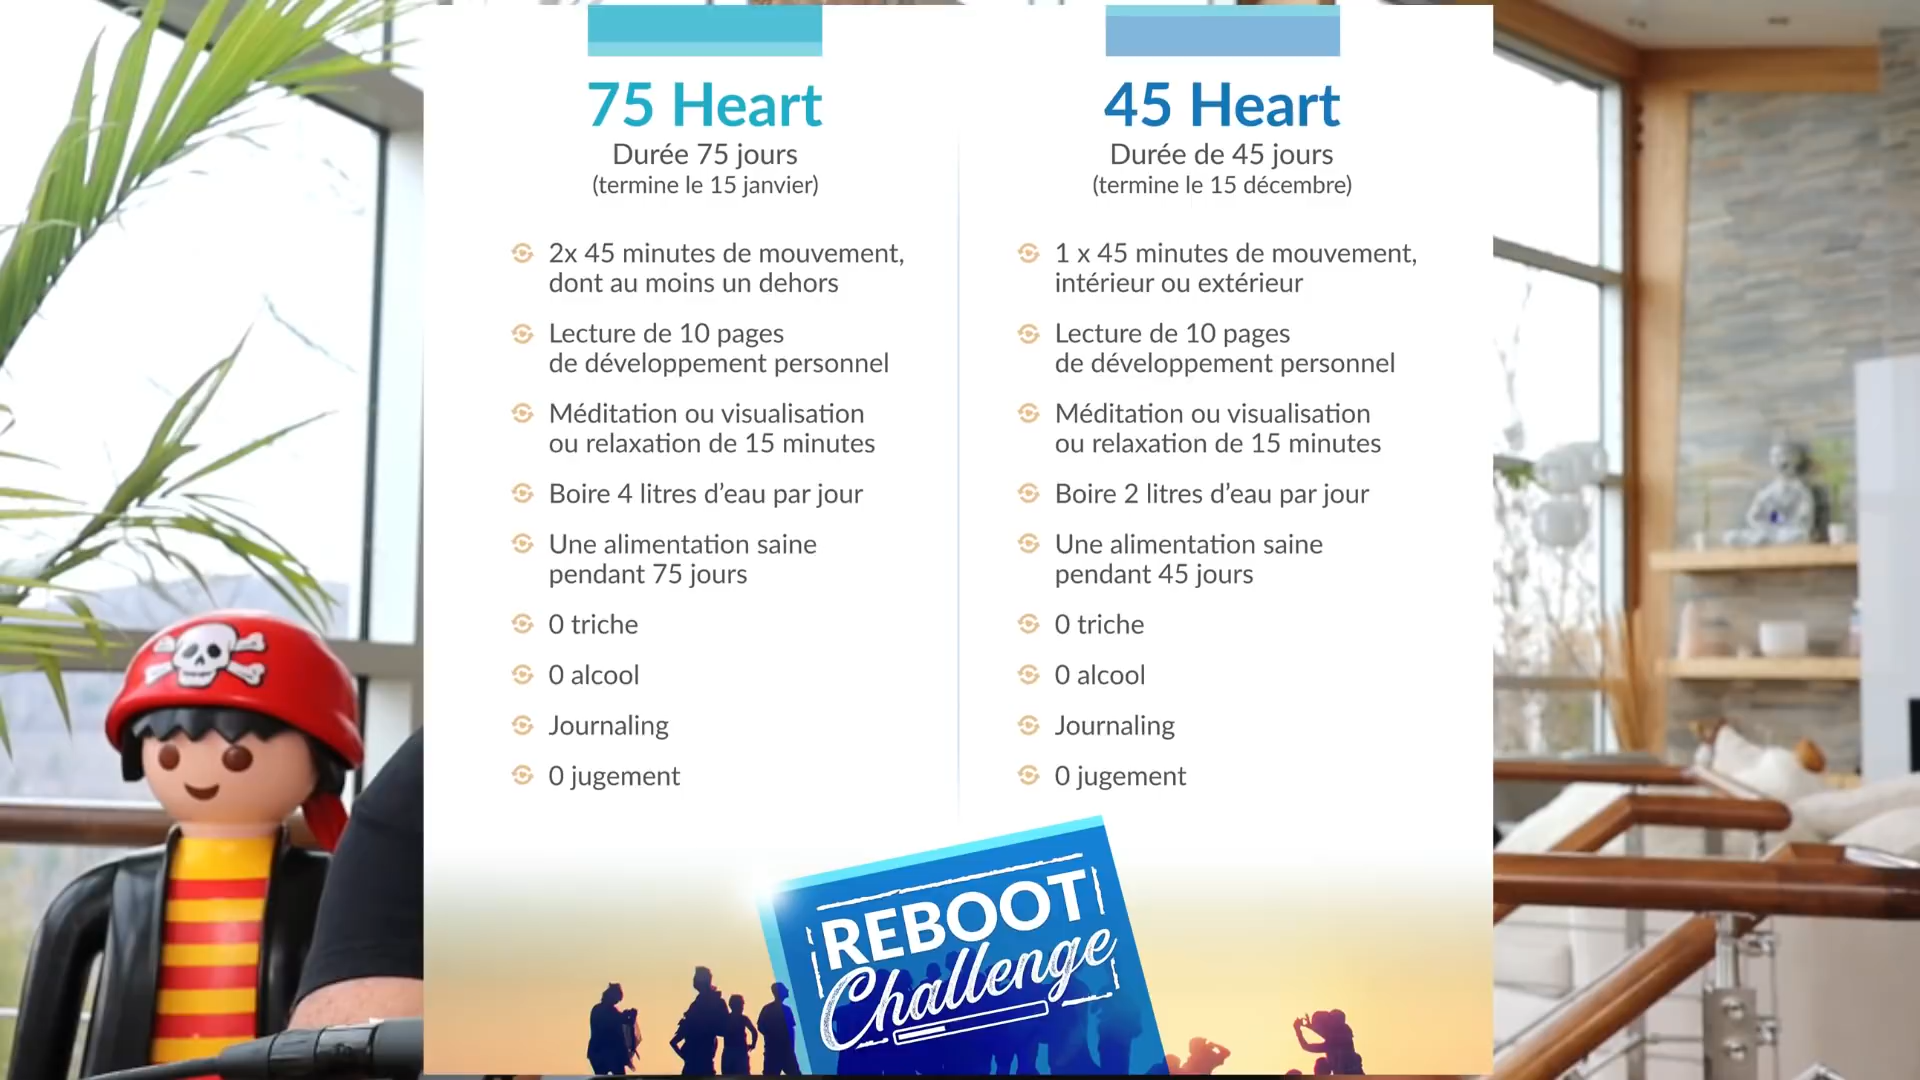 75 Heart
Durée 75 jours
(termine le 15 janvier)
2x 45 minutes de mouvement,
dont au moins un dehors
Lecture de 10 pages
de développement personnel
Méditation ou visualisation
ou relaxation de 15 minutes
Boire 4 litres d’eau par jour
Une alimentation saine
pendant 75 jours
0 triche
0 alcool
Journaling
0 jugement
45 Heart
Durée de 45 jours
(termine le 15 décembre)
1 x 45 minutes de mouvement,
intérieur ou extérieur
Lecture de 10 pages
de développement personnel
Méditation ou visualisation
ou relaxation de 15 minutes
Boire 2 litres d’eau par jour
Une alimentation saine
pendant 45 jours
0 triche
0 alcool
Journaling
0 jugement
REBOOT
Challenge